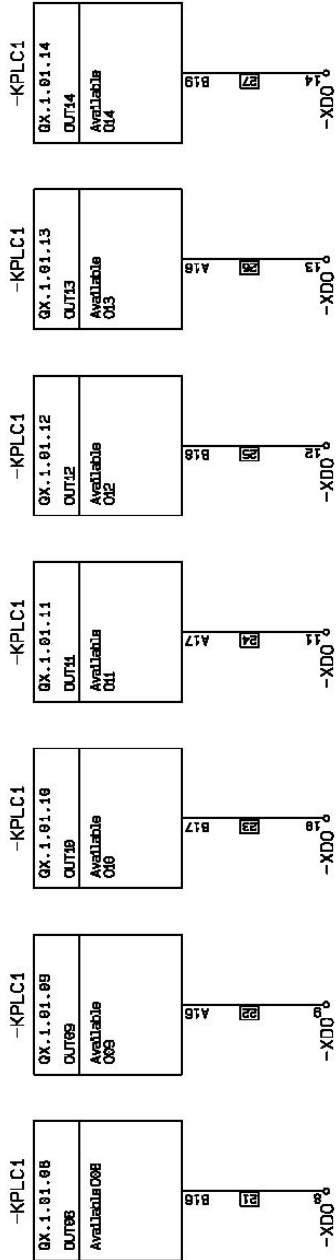 -KPLC1
QX.1.01.08
OUT08
Available O08
B16
21
8
-XDO
-KPLC1
QX.1.01.09
OUT09
Available
O09
A16
22
9
-XDO
-KPLC1
QX.1.01.10
OUT10
Available
O10
B17
23
10
-XDO
-KPLC1
QX.1.01.11
OUT11
Available
O11
A17
24
11
-XDO
-KPLC1
QX.1.01.12
OUT12
Available
O12
B18
25
12
-XDO
-KPLC1
QX.1.01.13
OUT13
Available
O13
A18
26
13
-XDO
-KPLC1
QX.1.01.14
OUT14
Available
O14
B19
27
14
-XDO